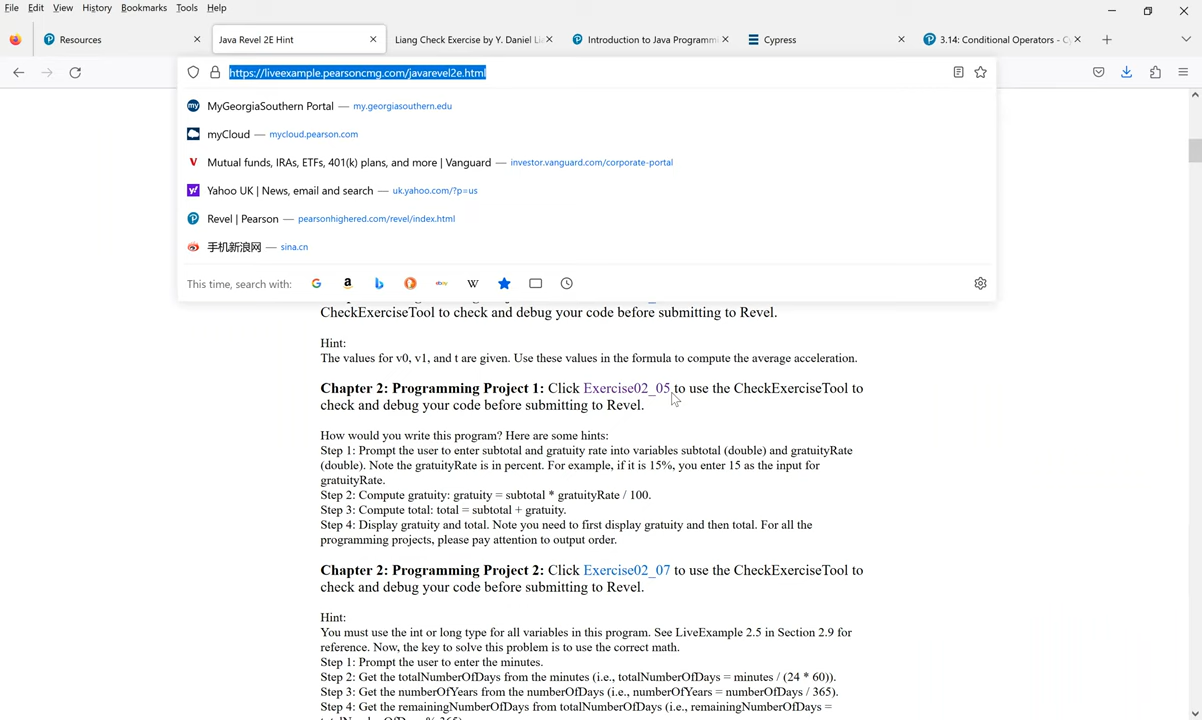 File Edit View History Bookmarks Tools Help
Resources
Java Revel 2E Hint
Liang Check Exercise by Y. Daniel Lia
Introduction to Java Programm
Cypress
3.14: Conditional Operators - Cy
https://liveexample.pearsoncmg.com/javarevel2e.html
MyGeorgiaSouthern Portal — my.georgiasouthern.edu
myCloud — mycloud.pearson.com
Mutual funds, IRAs, ETFs, 401(k) plans, and more | Vanguard — investor.vanguard.com/corporate-portal
Yahoo UK | News, email and search — uk.yahoo.com/?p=us
Revel | Pearson — pearsonhighered.com/revel/index.html
手机新浪网 — sina.cn
This time, search with:
CheckExerciseTool to check and debug your code before submitting to Revel.
Hint:
The values for v0, v1, and t are given. Use these values in the formula to compute the average acceleration.
Chapter 2: Programming Project 1: Click Exercise02_05 to use the CheckExerciseTool to
check and debug your code before submitting to Revel.
How would you write this program? Here are some hints:
Step 1: Prompt the user to enter subtotal and gratuity rate into variables subtotal (double) and gratuityRate
(double). Note the gratuityRate is in percent. For example, if it is 15%, you enter 15 as the input for
gratuityRate.
Step 2: Compute gratuity: gratuity = subtotal * gratuityRate / 100.
Step 3: Compute total: total = subtotal + gratuity.
Step 4: Display gratuity and total. Note you need to first display gratuity and then total. For all the
programming projects, please pay attention to output order.
Chapter 2: Programming Project 2: Click Exercise02_07 to use the CheckExerciseTool to
check and debug your code before submitting to Revel.
Hint:
You must use the int or long type for all variables in this program. See LiveExample 2.5 in Section 2.9 for
reference. Now, the key to solve this problem is to use the correct math.
Step 1: Prompt the user to enter the minutes.
Step 2: Get the totalNumberOfDays from the minutes (i.e., totalNumberOfDays = minutes / (24 * 60)).
Step 3: Get the numberOfYears from the numberOfDays (i.e., numberOfYears = numberOfDays / 365).
Step 4: Get the remainingNumberOfDays from totalNumberOfDays (i.e., remainingNumberOfDays =